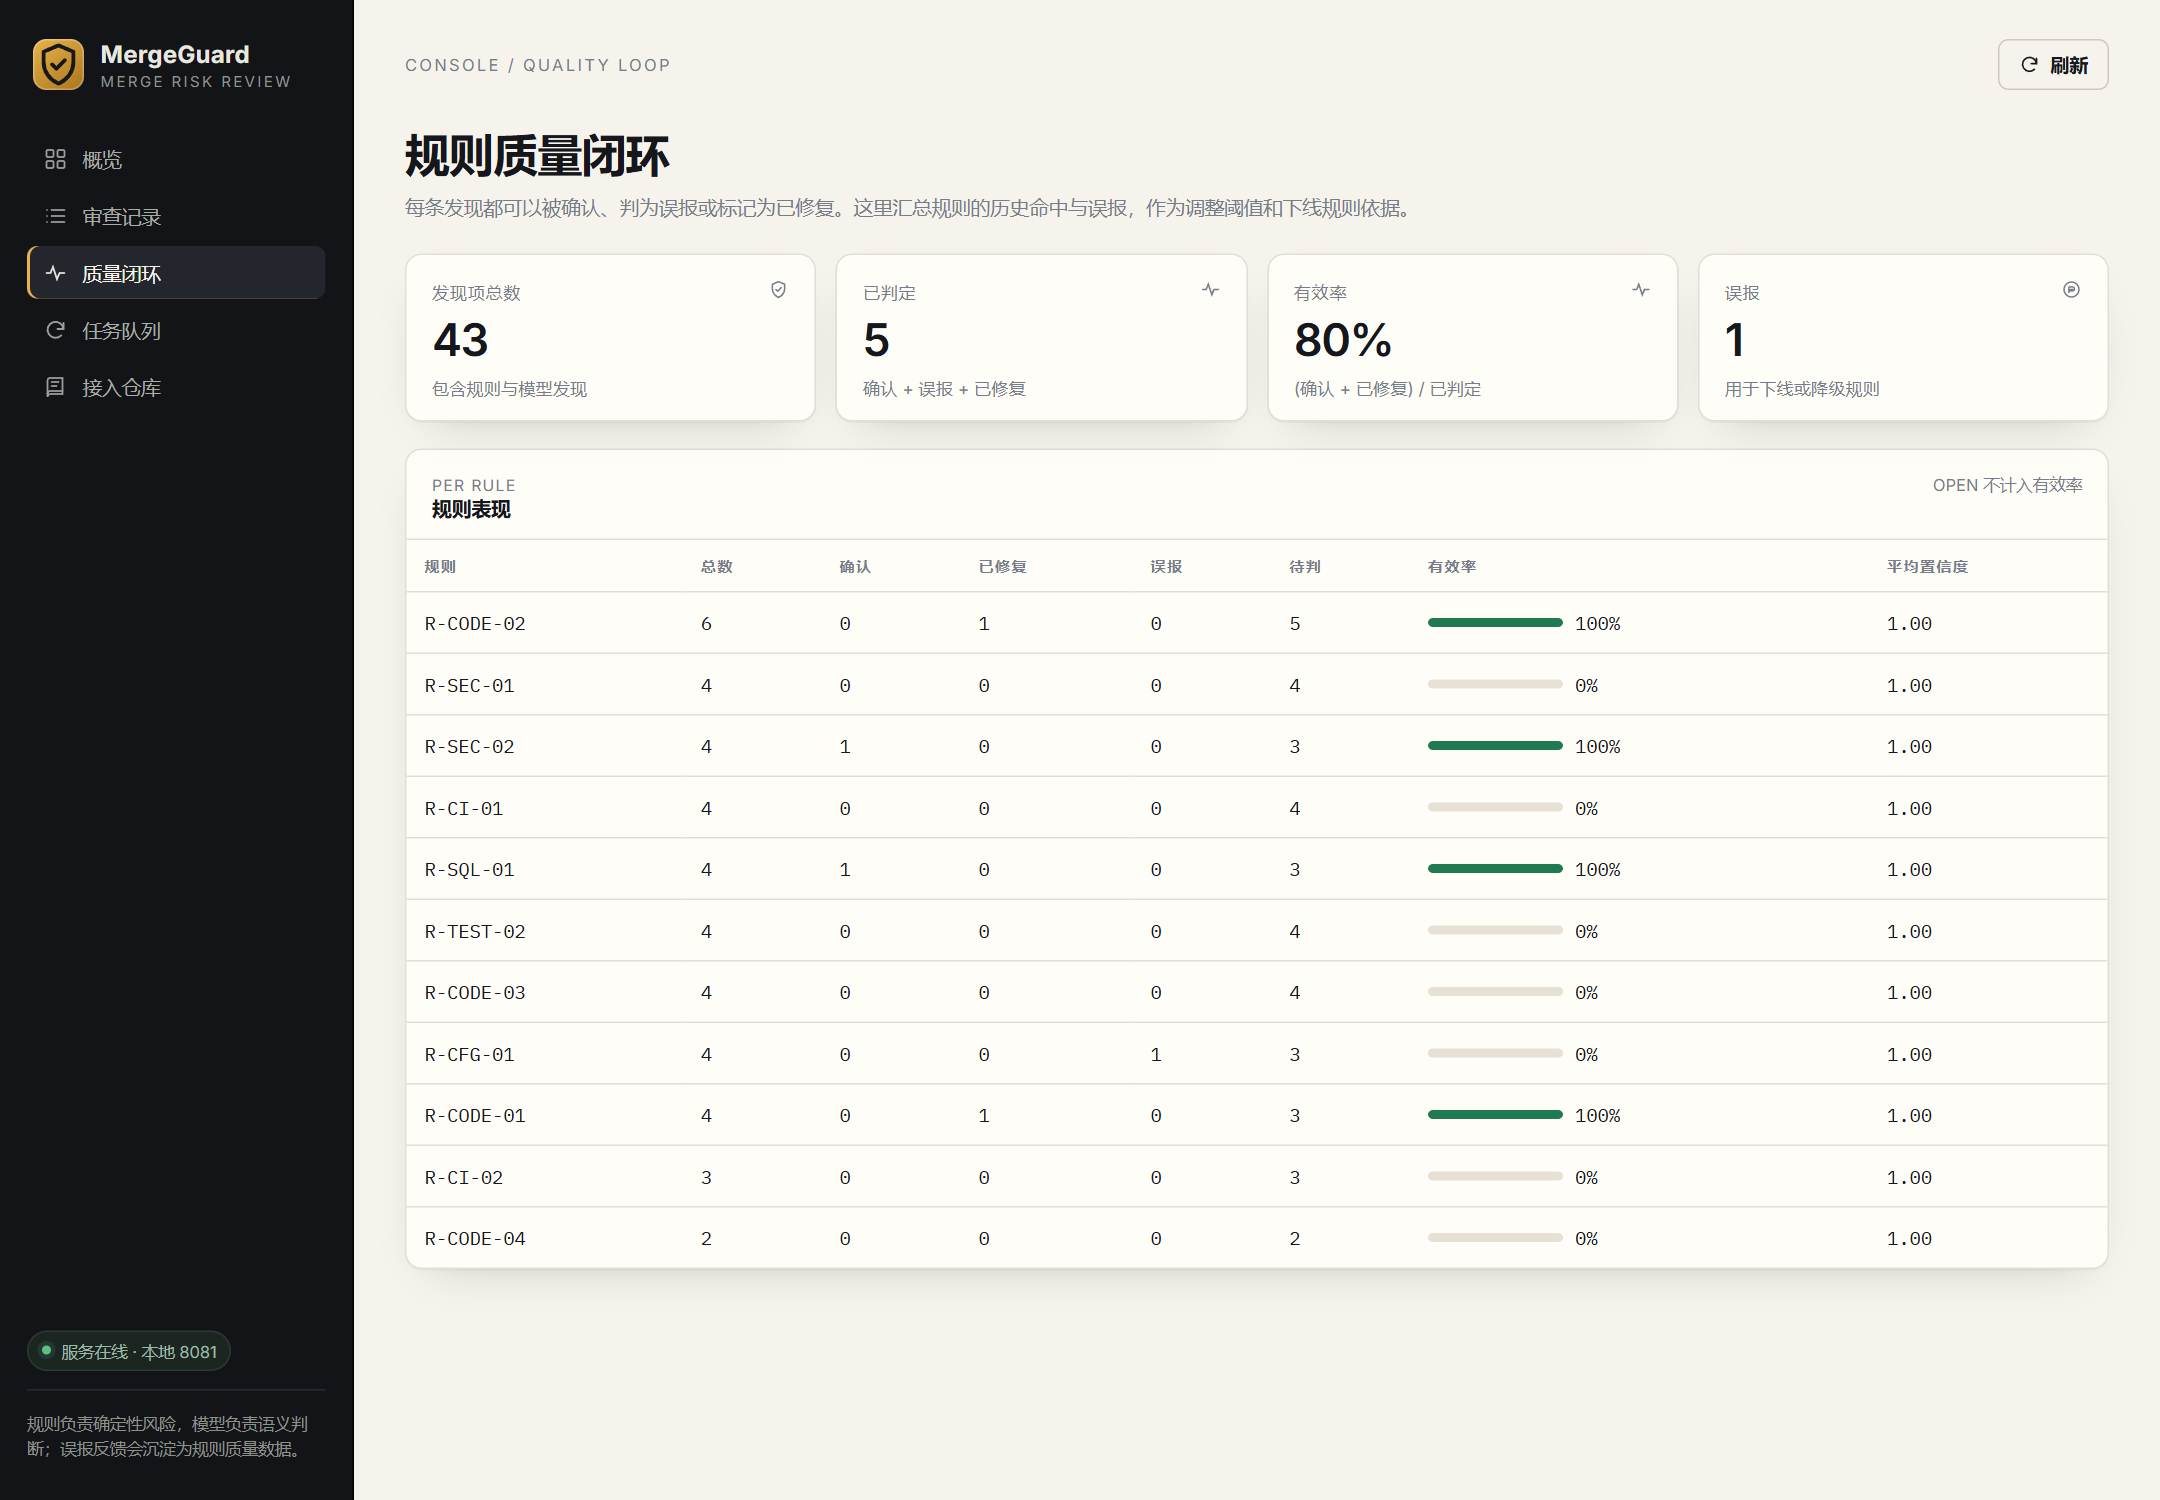 MergeGuard
MERGE RISK REVIEW
概览
审查记录
质量闭环
任务队列
接入仓库
服务在线 · 本地 8081
规则负责确定性风险，模型负责语义判
断；误报反馈会沉淀为规则质量数据。
CONSOLE / QUALITY LOOP
刷新
规则质量闭环
每条发现都可以被确认、判为误报或标记为已修复。这里汇总规则的历史命中与误报，作为调整阈值和下线规则依据。
发现项总数
43
包含规则与模型发现
已判定
5
确认 + 误报 + 已修复
有效率
80%
(确认 + 已修复) / 已判定
误报
1
用于下线或降级规则
PER RULE
规则表现
OPEN 不计入有效率
规则 总数 确认 已修复 误报 待判 有效率 平均置信度
R-CODE-02 6 0 1 0 5 100% 1.00
R-SEC-01 4 0 0 0 4 0% 1.00
R-SEC-02 4 1 0 0 3 100% 1.00
R-CI-01 4 0 0 0 4 0% 1.00
R-SQL-01 4 1 0 0 3 100% 1.00
R-TEST-02 4 0 0 0 4 0% 1.00
R-CODE-03 4 0 0 0 4 0% 1.00
R-CFG-01 4 0 0 1 3 0% 1.00
R-CODE-01 4 0 1 0 3 100% 1.00
R-CI-02 3 0 0 0 3 0% 1.00
R-CODE-04 2 0 0 0 2 0% 1.00